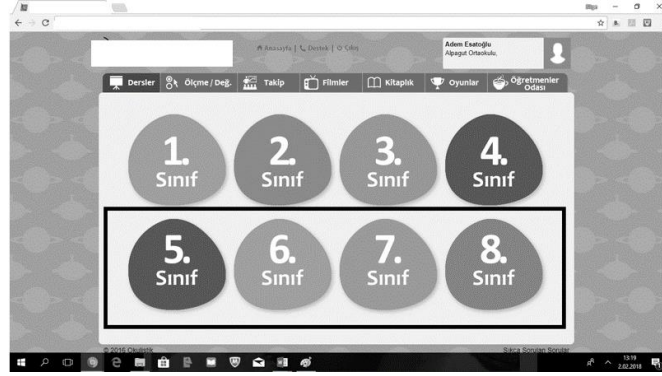 Bilgi
Anasayfa | Destek | Çıkış
Adem Esatoğlu
Alpagut Ortaokulu,
Dersler Ölçme / Değ. Takip Filmler Kitaplık Oyunlar Öğretmenler Odası
1. Sınıf
2. Sınıf
3. Sınıf
4. Sınıf
5. Sınıf
6. Sınıf
7. Sınıf
8. Sınıf
© 2016 Okulistik
Sıkça Sorulan Sorular
13:19
2.02.2018